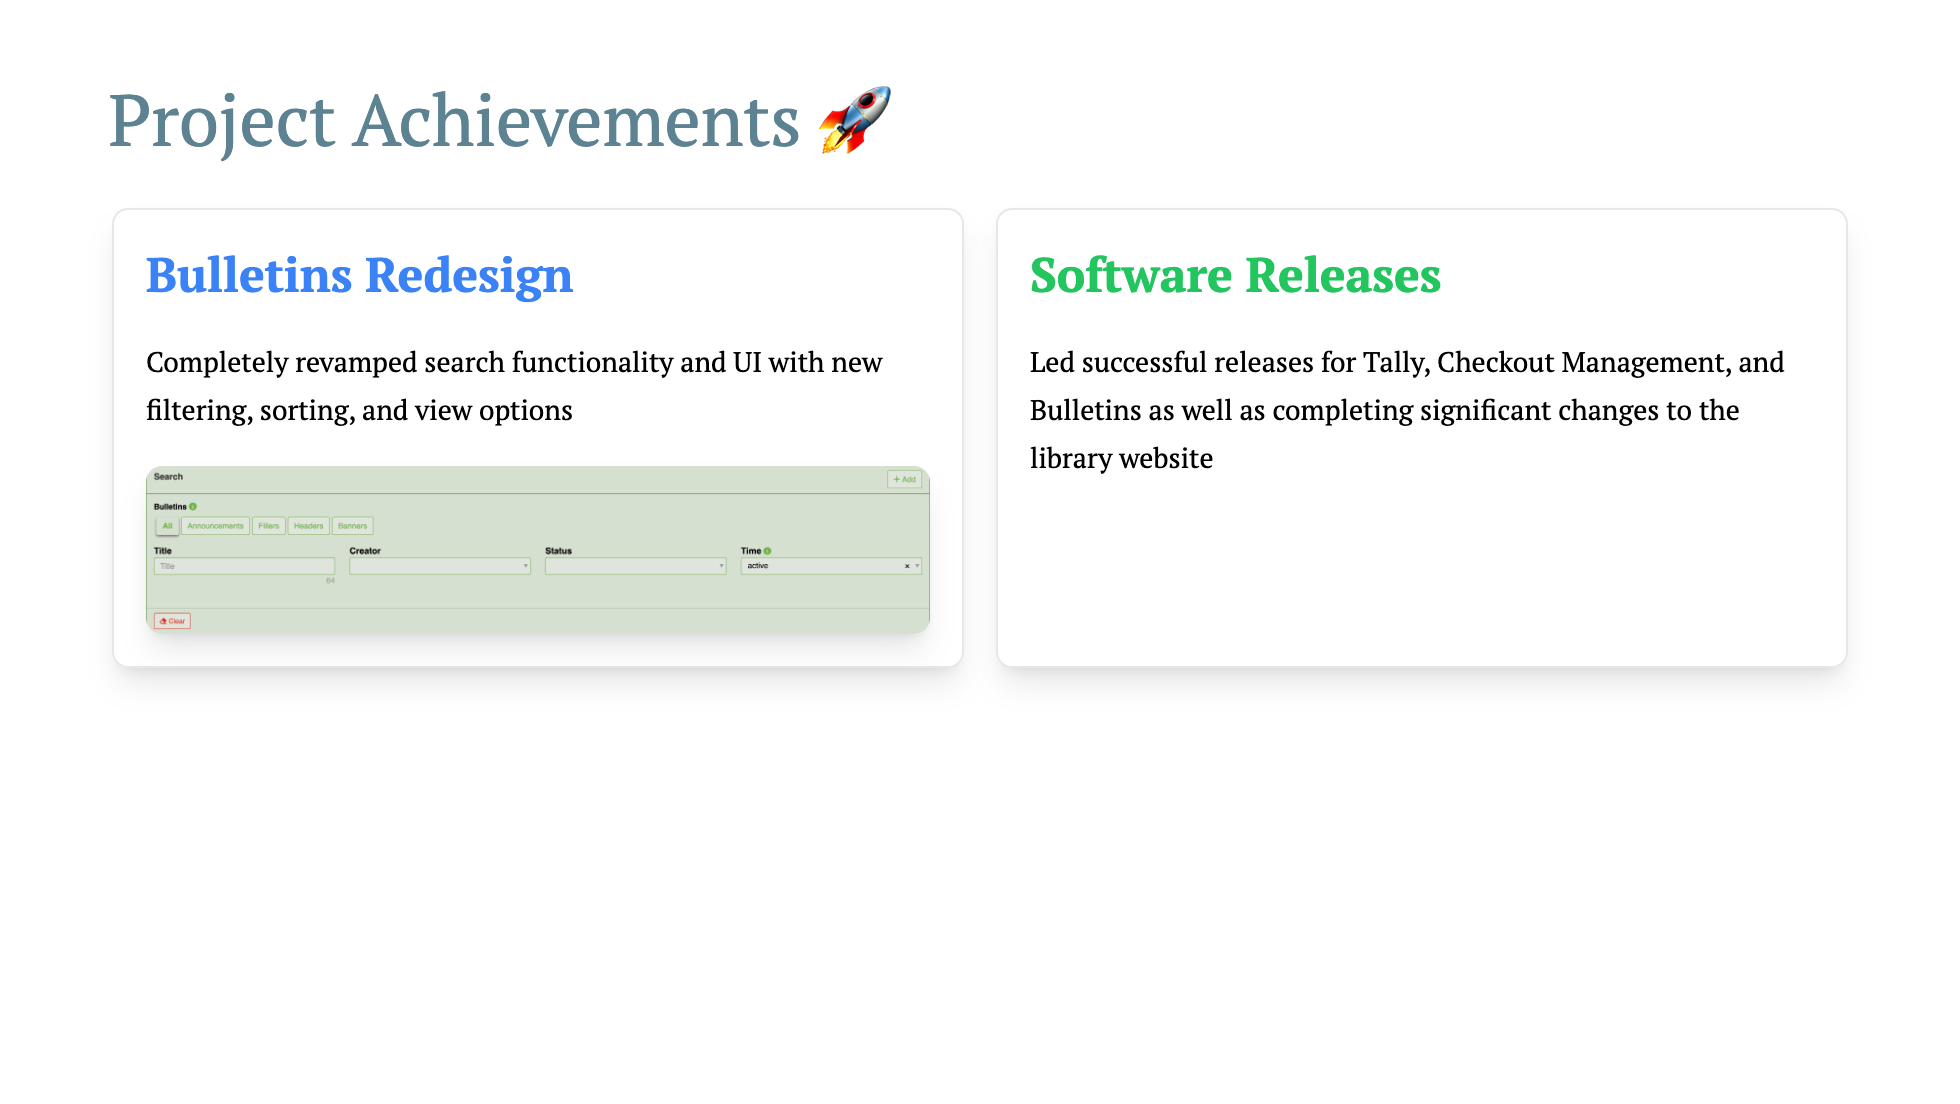 Project Achievements 🚀
Bulletins Redesign
Completely revamped search functionality and UI with new
filtering, sorting, and view options
Search
+ Add
Bulletins
All Announcements Fillers Headers Banners
Title Creator Status Time
Title active × 
64
Clear
Software Releases
Led successful releases for Tally, Checkout Management, and
Bulletins as well as completing significant changes to the
library website